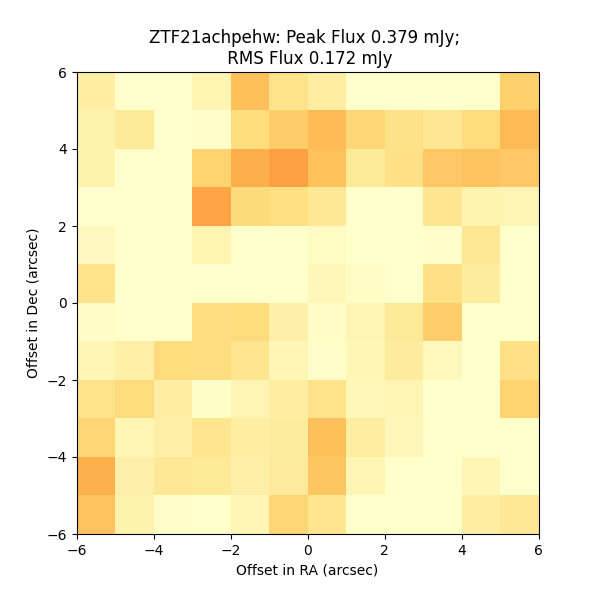 ZTF21achpehw: Peak Flux 0.379 mJy;
RMS Flux 0.172 mJy
6
4
2
0
−2
−4
−6
Offset in Dec (arcsec)
−6 −4 −2 0 2 4 6
Offset in RA (arcsec)